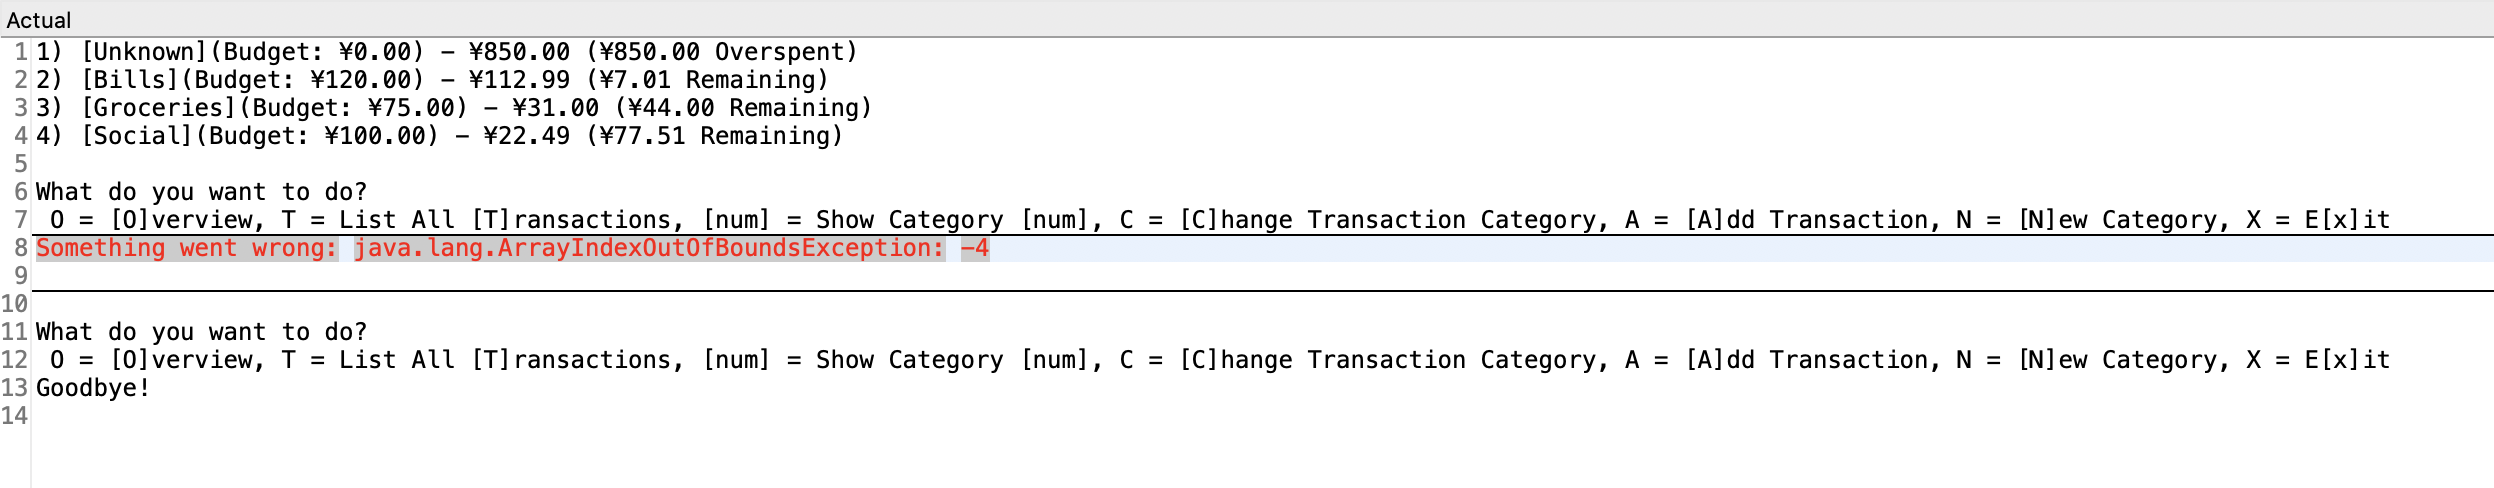 Actual
1 1) [Unknown](Budget: ¥0.00) - ¥850.00 (¥850.00 Overspent)
2 2) [Bills](Budget: ¥120.00) - ¥112.99 (¥7.01 Remaining)
3 3) [Groceries](Budget: ¥75.00) - ¥31.00 (¥44.00 Remaining)
4 4) [Social](Budget: ¥100.00) - ¥22.49 (¥77.51 Remaining)
5
6 What do you want to do?
7  O = [O]verview, T = List All [T]ransactions, [num] = Show Category [num], C = [C]hange Transaction Category, A = [A]dd Transaction, N = [N]ew Category, X = E[x]it
8 Something went wrong: java.lang.ArrayIndexOutOfBoundsException: -4
9
10
11 What do you want to do?
12  O = [O]verview, T = List All [T]ransactions, [num] = Show Category [num], C = [C]hange Transaction Category, A = [A]dd Transaction, N = [N]ew Category, X = E[x]it
13 Goodbye!
14